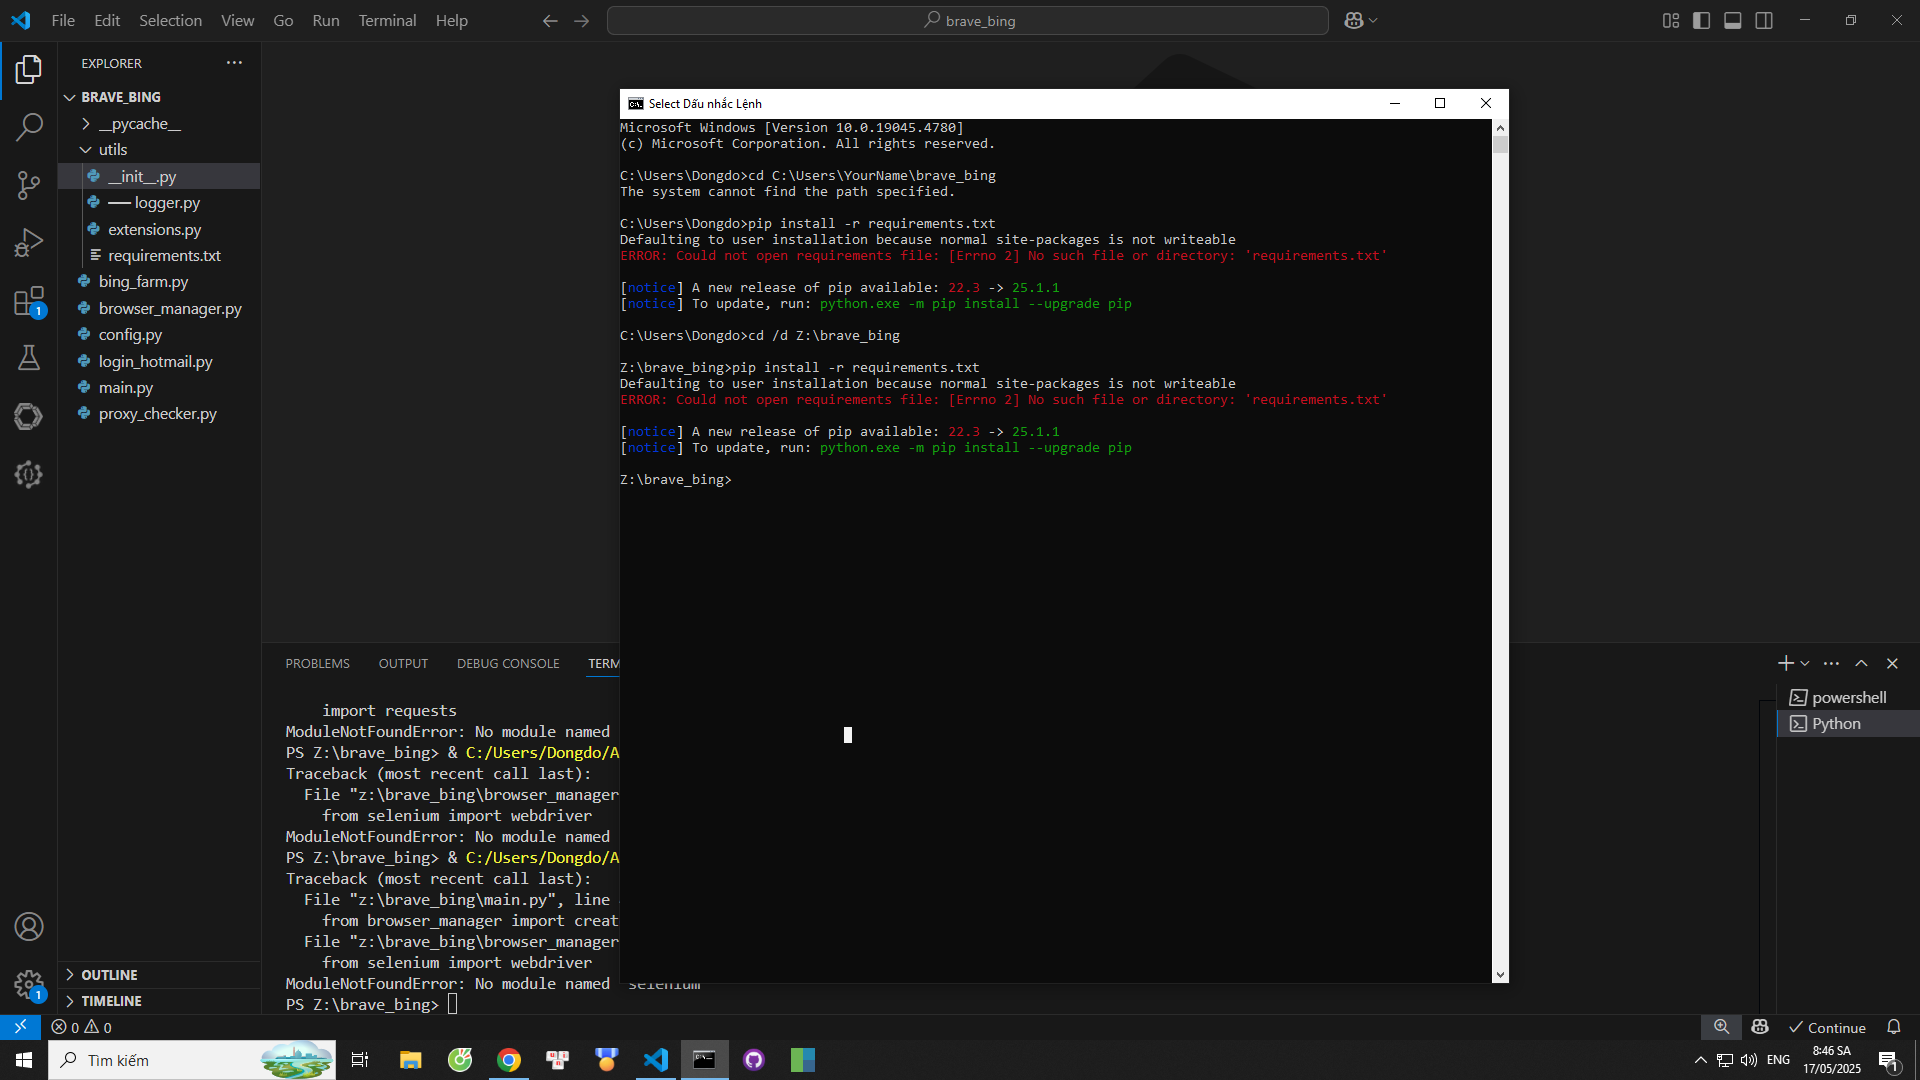 File Edit Selection View Go Run Terminal Help
brave_bing
EXPLORER
BRAVE_BING
__pycache__
utils
__init__.py
── logger.py
extensions.py
requirements.txt
bing_farm.py
browser_manager.py
config.py
login_hotmail.py
main.py
proxy_checker.py
OUTLINE
TIMELINE
1
1
Select Dấu nhắc Lệnh
Microsoft Windows [Version 10.0.19045.4780]
(c) Microsoft Corporation. All rights reserved.
C:\Users\Dongdo>cd C:\Users\YourName\brave_bing
The system cannot find the path specified.
C:\Users\Dongdo>pip install -r requirements.txt
Defaulting to user installation because normal site-packages is not writeable
ERROR: Could not open requirements file: [Errno 2] No such file or directory: 'requirements.txt'
[notice] A new release of pip available: 22.3 -> 25.1.1
[notice] To update, run: python.exe -m pip install --upgrade pip
C:\Users\Dongdo>cd /d Z:\brave_bing
Z:\brave_bing>pip install -r requirements.txt
Defaulting to user installation because normal site-packages is not writeable
ERROR: Could not open requirements file: [Errno 2] No such file or directory: 'requirements.txt'
[notice] A new release of pip available: 22.3 -> 25.1.1
[notice] To update, run: python.exe -m pip install --upgrade pip
Z:\brave_bing>
PROBLEMS OUTPUT DEBUG CONSOLE TERM
import requests
ModuleNotFoundError: No module named
PS Z:\brave_bing> & C:/Users/Dongdo/A
Traceback (most recent call last):
File "z:\brave_bing\browser_manager
from selenium import webdriver
ModuleNotFoundError: No module named
PS Z:\brave_bing> & C:/Users/Dongdo/A
Traceback (most recent call last):
File "z:\brave_bing\main.py", line
from browser_manager import creat
File "z:\brave_bing\browser_manager
from selenium import webdriver
ModuleNotFoundError: No module named 'selenium'
PS Z:\brave_bing>
powershell
Python
0 0
Continue
Tìm kiếm
ENG
8:46 SA
17/05/2025
1